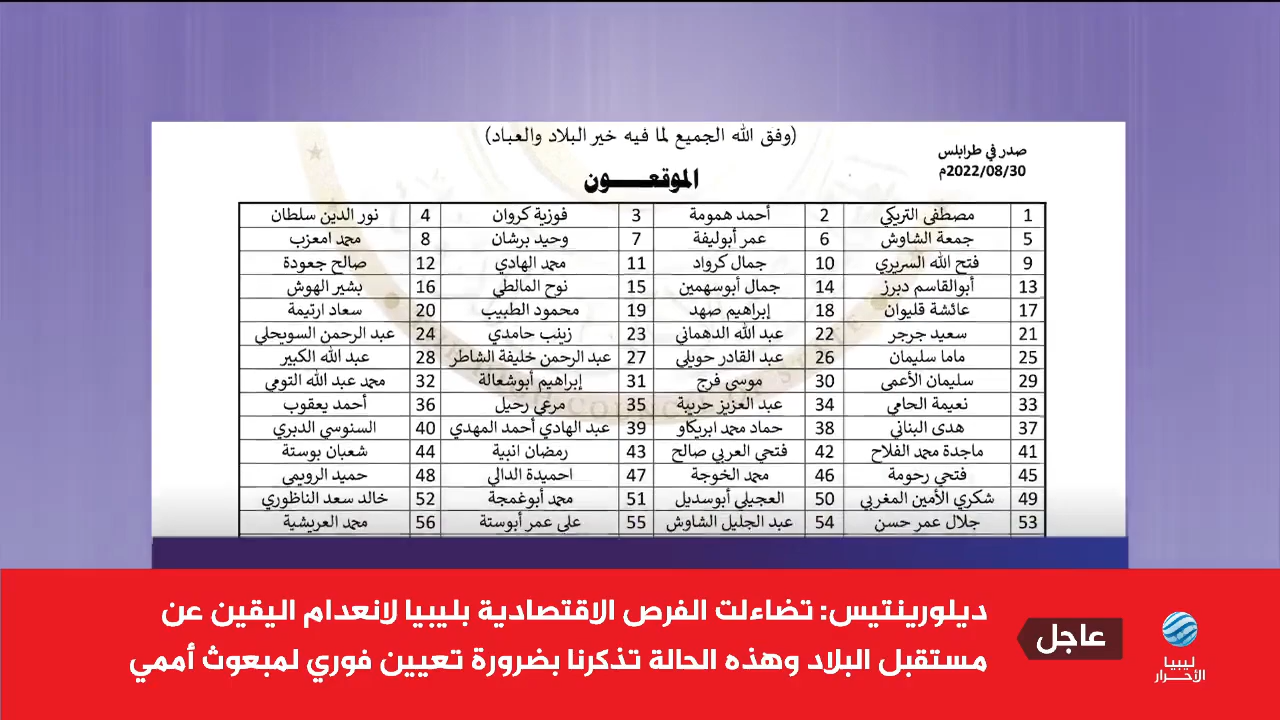 (وفق الله الجميع لما فيه خير البلاد والعباد)
صدر في طرابلس
2022/08/30م
الموقعـــــون
1 مصطفى التريكي 2 أحمد همومة 3 فوزية كروان 4 نور الدين سلطان
5 جمعة الشاوش 6 عمر أبوليفة 7 وحيد برشان 8 محمد امعزب
9 فتح الله السريري 10 جمال كرواد 11 محمد الهادي 12 صالح جعودة
13 أبوالقاسم دبرز 14 جمال أبوسهمين 15 نوح المالطي 16 بشير الهوش
17 عائشة قليوان 18 إبراهيم صهد 19 محمود الطبيب 20 سعاد ارتيمة
21 سعيد جرجر 22 عبد الله الدهماني 23 زينب حامدي 24 عبد الرحمن السويحلي
25 ماما سليمان 26 عبد القادر حويلي 27 عبد الرحمن خليفة الشاطر 28 عبد الله الكبير
29 سليمان الأعمى 30 موسى فرج 31 إبراهيم أبوشعالة 32 محمد عبد الله التومي
33 نعيمة الحامي 34 عبد العزيز حريبة 35 مرعي رحيل 36 أحمد يعقوب
37 هدى البناني 38 حماد محمد ابريكاو 39 عبد الهادي أحمد المهدي 40 السنوسي الدبري
41 ماجدة محمد الفلاح 42 فتحي العربي صالح 43 رمضان انبية 44 شعبان بوستة
45 فتحي رحومة 46 محمد الخوجة 47 احميدة الدالي 48 حميد الرويمي
49 شكري الأمين المغربي 50 العجيلي أبوسديل 51 محمد أبوغمجة 52 خالد سعد الناظوري
53 جلال عمر حسن 54 عبد الجليل الشاوش 55 على عمر أبوستة 56 محمد العريشية
عاجل
ديلورينتيس: تضاءلت الفرص الاقتصادية بليبيا لانعدام اليقين عن
مستقبل البلاد وهذه الحالة تذكرنا بضرورة تعيين فوري لمبعوث أممي
ليبيا
الأحرار